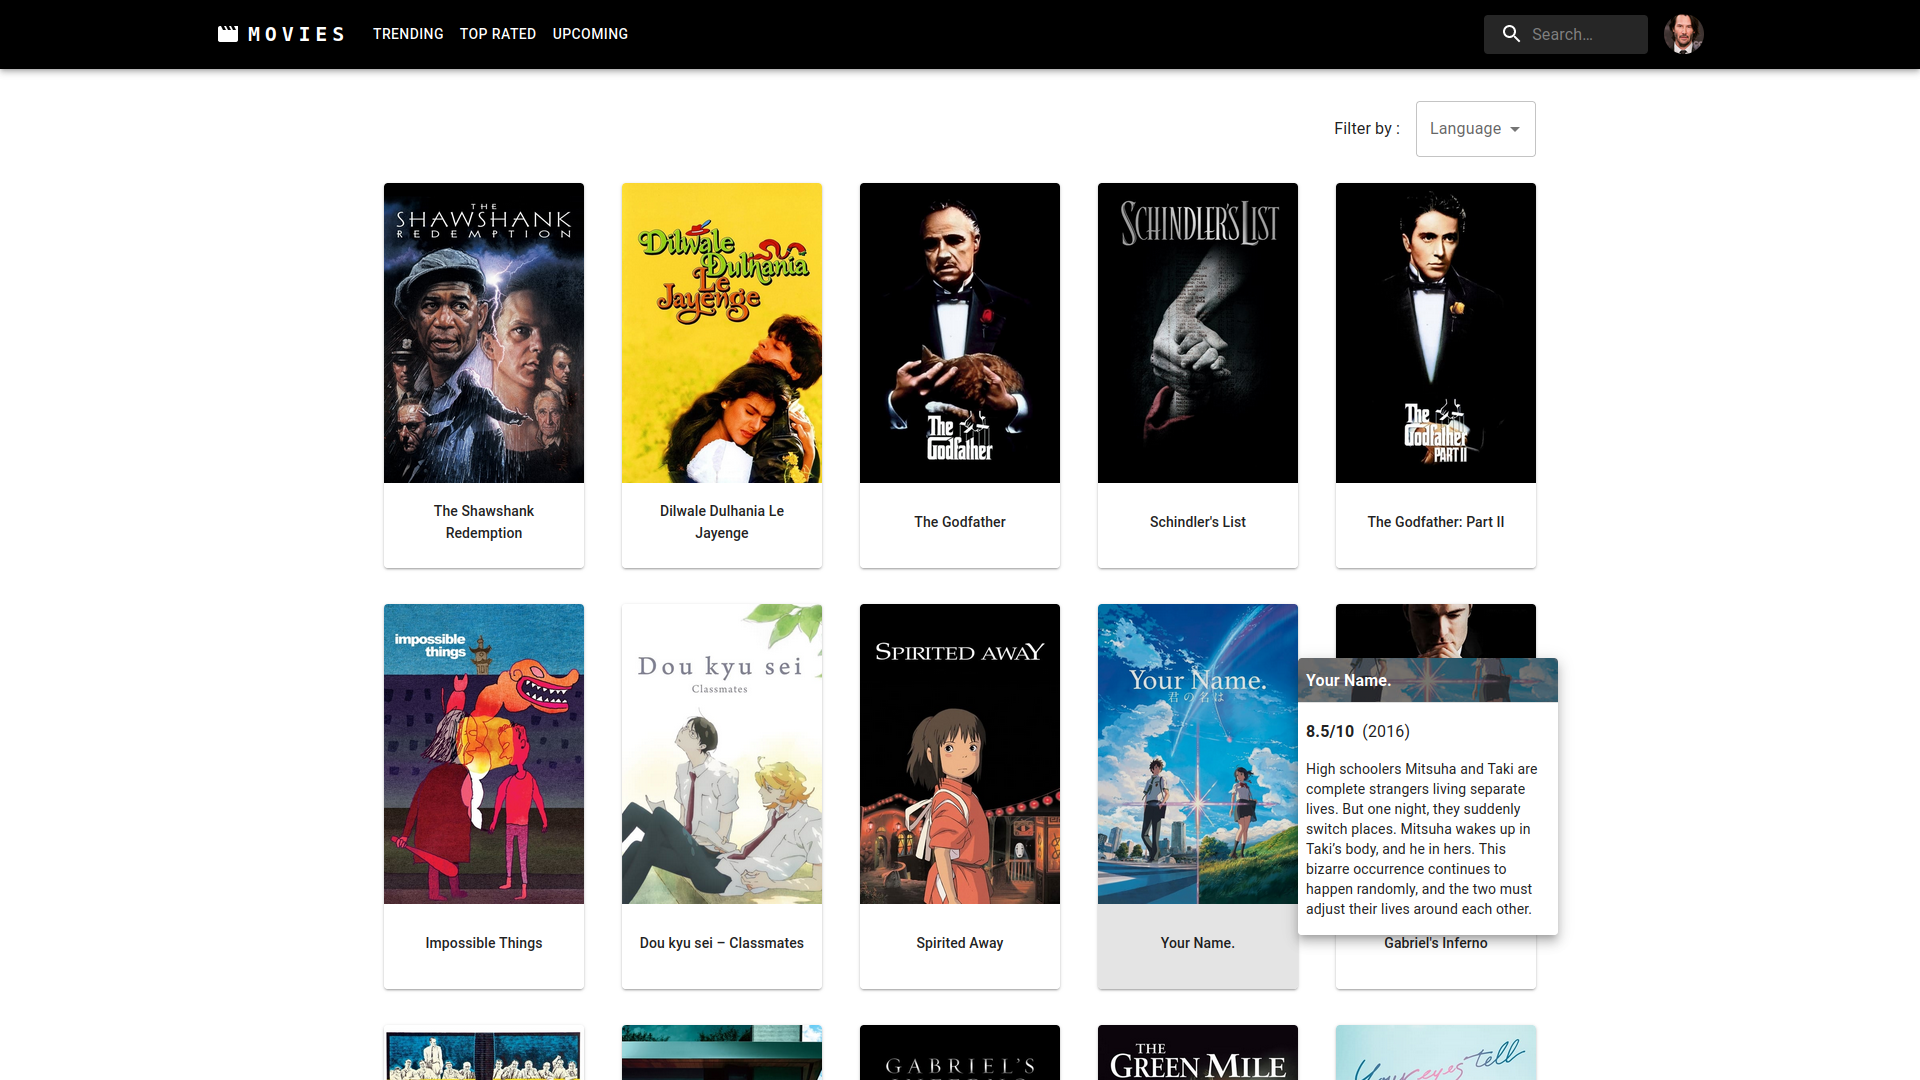 MOVIES
TRENDING
TOP RATED
UPCOMING
Search…
Filter by :
Language
THE
SHAWSHANK
REDEMPTION
Dilwale
Dulhania
Le
Jayenge
The
Godfather
SCHINDLER'S LIST
The
Godfather
PART II
The Shawshank
Redemption
Dilwale Dulhania Le
Jayenge
The Godfather
Schindler's List
The Godfather: Part II
impossible
things
Dou kyu sei
Classmates
SPIRITED AWAY
Your Name.
君の名は
Your Name.
8.5/10 (2016)
High schoolers Mitsuha and Taki are
complete strangers living separate
lives. But one night, they suddenly
switch places. Mitsuha wakes up in
Taki’s body, and he in hers. This
bizarre occurrence continues to
happen randomly, and the two must
adjust their lives around each other.
Impossible Things
Dou kyu sei – Classmates
Spirited Away
Your Name.
Gabriel's Inferno
GABRIEL'S
THE
GREEN MILE
Your eyes tell